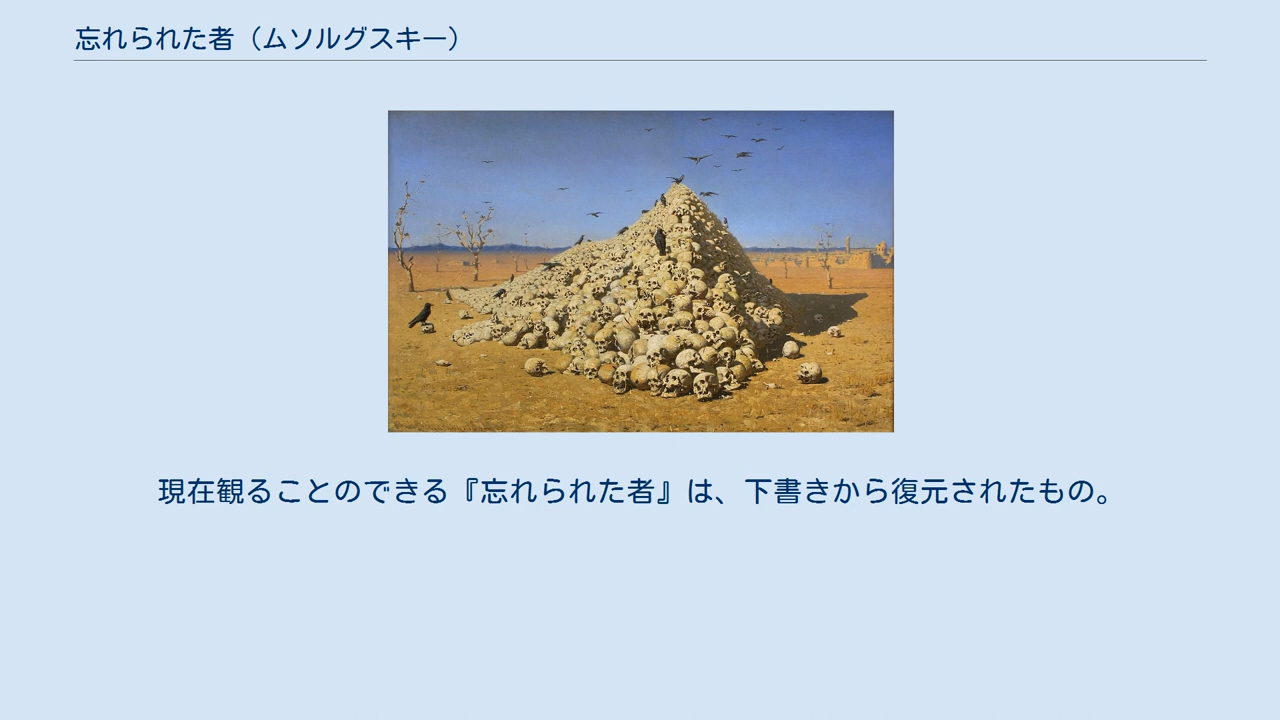 忘れられた者（ムソルグスキー）
現在観ることのできる『忘れられた者』は、下書きから復元されたもの。